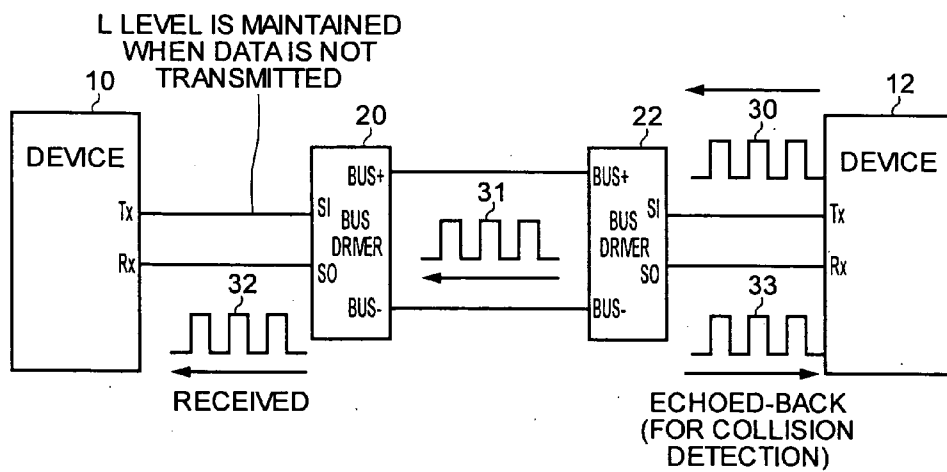 L LEVEL IS MAINTAINED
WHEN DATA IS NOT
TRANSMITTED
10
20
22
30
12
DEVICE
BUS+
BUS+
DEVICE
Tx
SI
BUS
DRIVER
31
BUS
DRIVER
SI
Tx
Rx
SO
SO
Rx
32
BUS-
BUS-
33
RECEIVED
ECHOED-BACK
(FOR COLLISION
DETECTION)